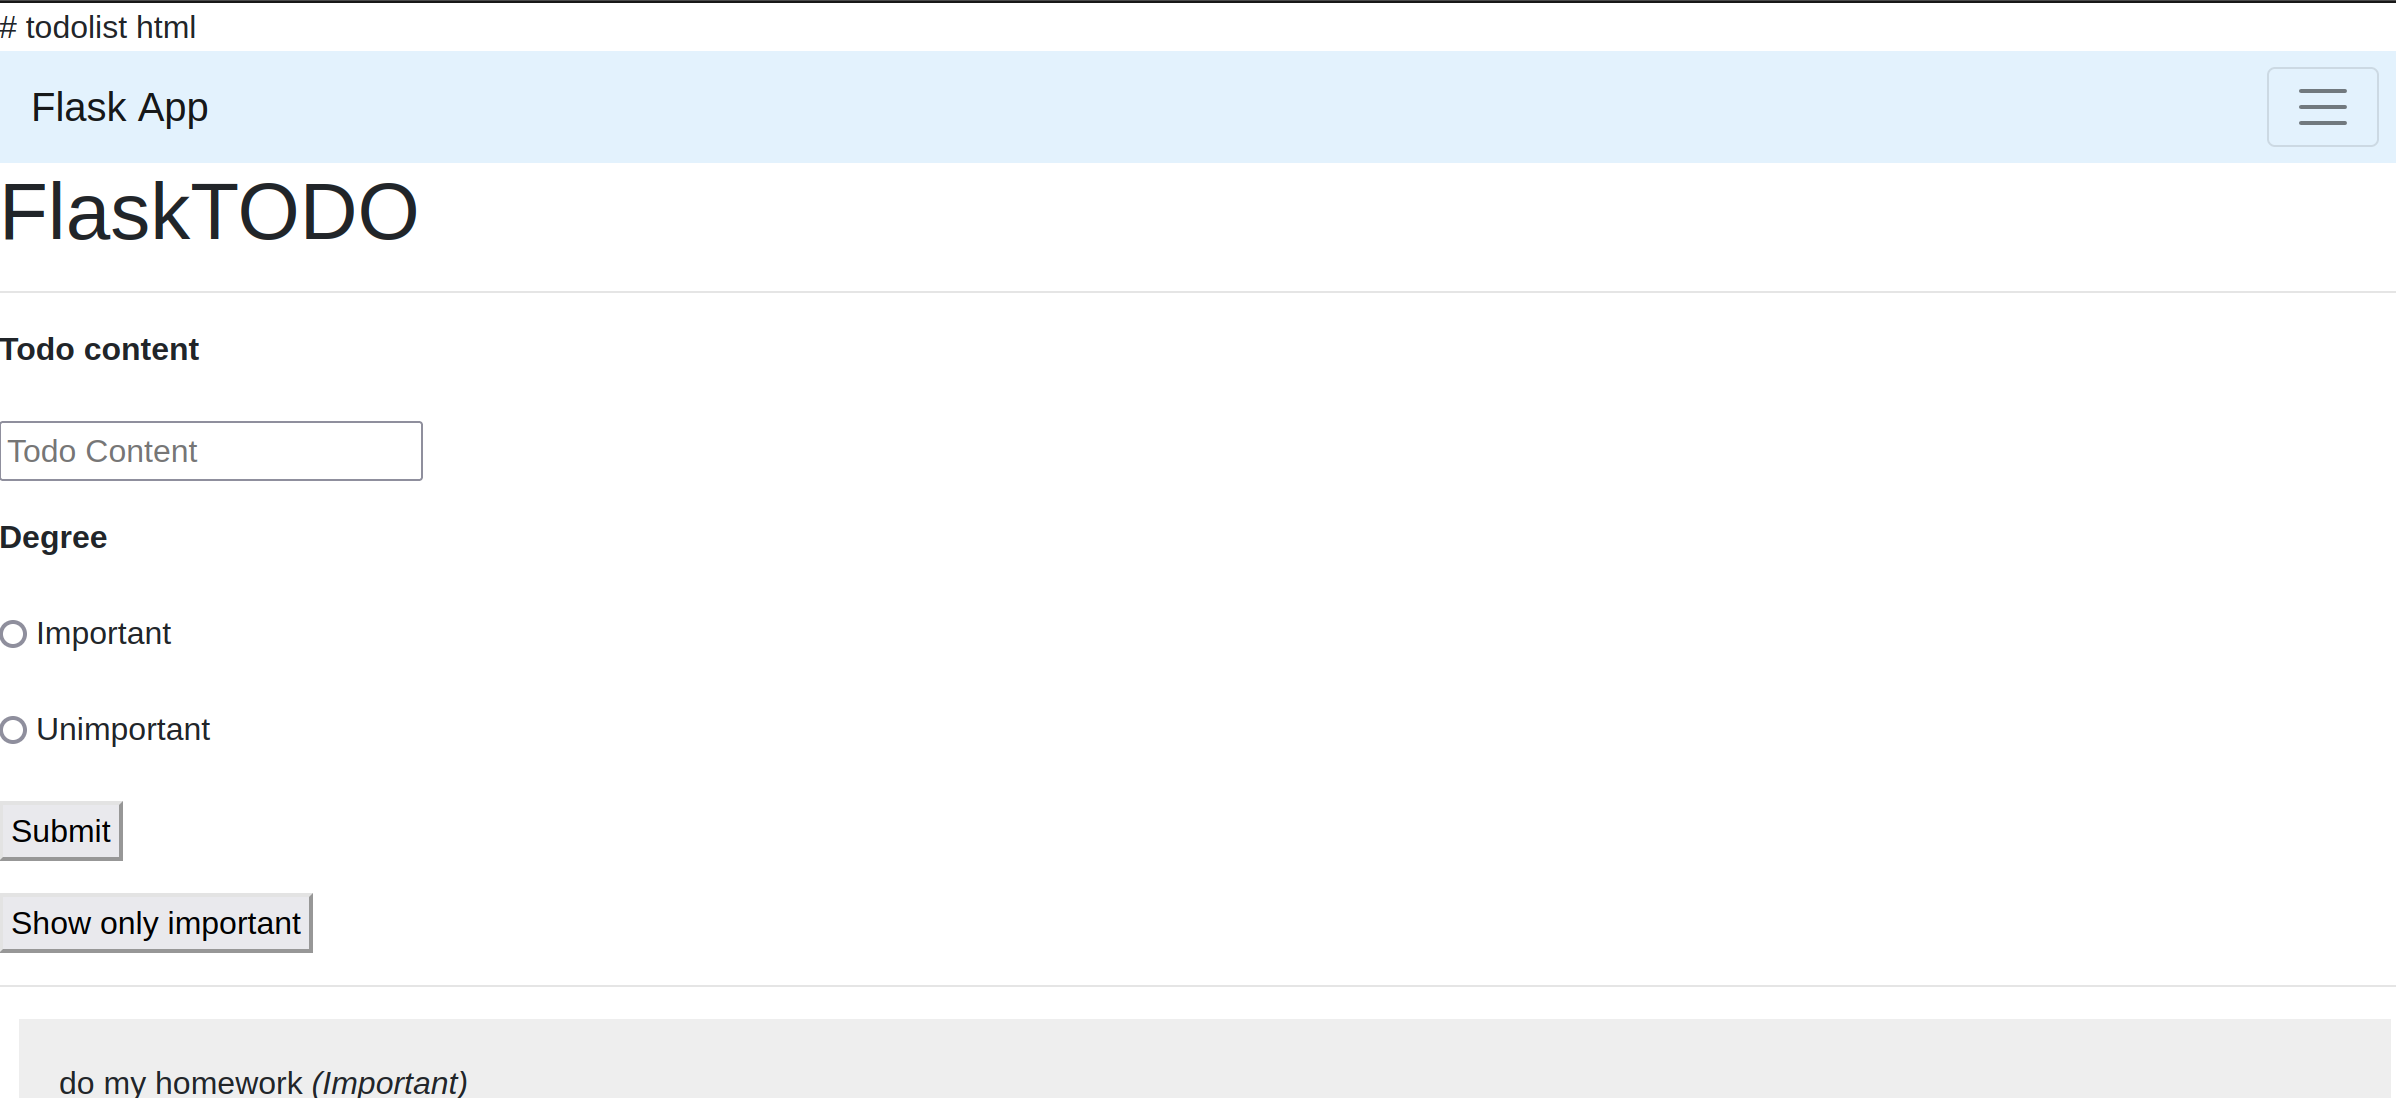 # todolist html
Flask App
FlaskTODO
Todo content
Todo Content
Degree
Important
Unimportant
Submit
Show only important
do my homework (Important)